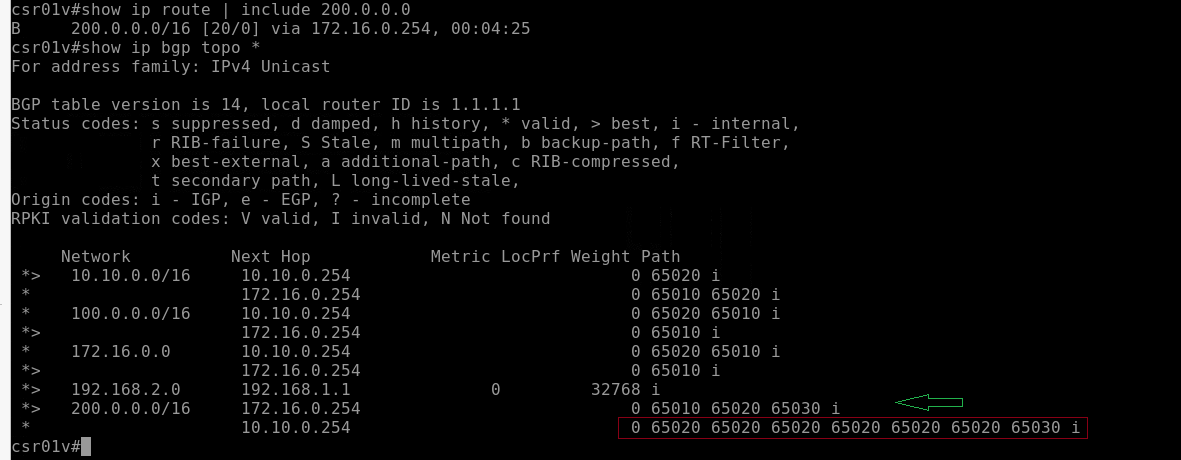 csr01v#show ip route | include 200.0.0.0
B     200.0.0.0/16 [20/0] via 172.16.0.254, 00:04:25
csr01v#show ip bgp topo *
For address family: IPv4 Unicast

BGP table version is 14, local router ID is 1.1.1.1
Status codes: s suppressed, d damped, h history, * valid, > best, i - internal,
              r RIB-failure, S Stale, m multipath, b backup-path, f RT-Filter,
              x best-external, a additional-path, c RIB-compressed,
              t secondary path, L long-lived-stale,
Origin codes: i - IGP, e - EGP, ? - incomplete
RPKI validation codes: V valid, I invalid, N Not found

     Network          Next Hop            Metric LocPrf Weight Path
 *>   10.10.0.0/16     10.10.0.254                            0 65020 i
 *                     172.16.0.254                           0 65010 65020 i
 *    100.0.0.0/16     10.10.0.254                            0 65020 65010 i
 *>                    172.16.0.254                           0 65010 i
 *    172.16.0.0       10.10.0.254                            0 65020 65010 i
 *>                    172.16.0.254                           0 65010 i
 *>   192.168.2.0      192.168.1.1              0         32768 i
 *>   200.0.0.0/16     172.16.0.254                           0 65010 65020 65030 i
 *                     10.10.0.254                            0 65020 65020 65020 65020 65020 65020 65030 i
csr01v#